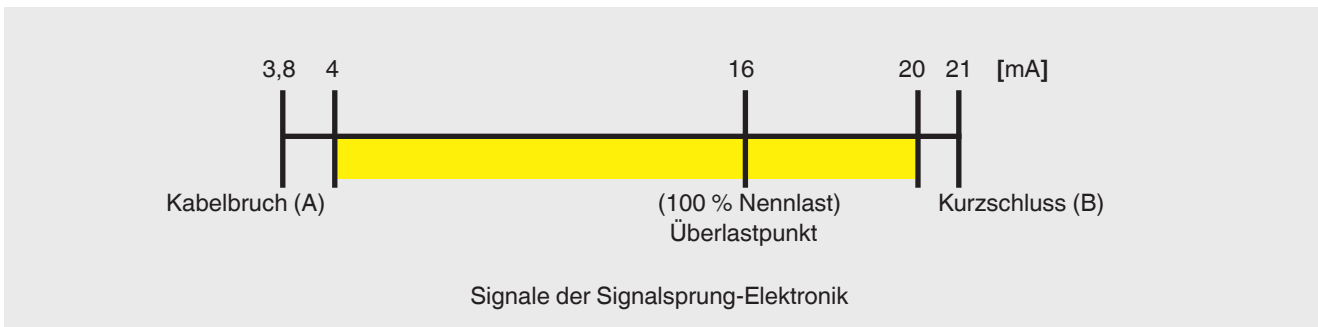 3,8 4 16 20 21 [mA]
Kabelbruch (A) (100 % Nennlast) Kurzschluss (B)
Überlastpunkt
Signale der Signalsprung-Elektronik